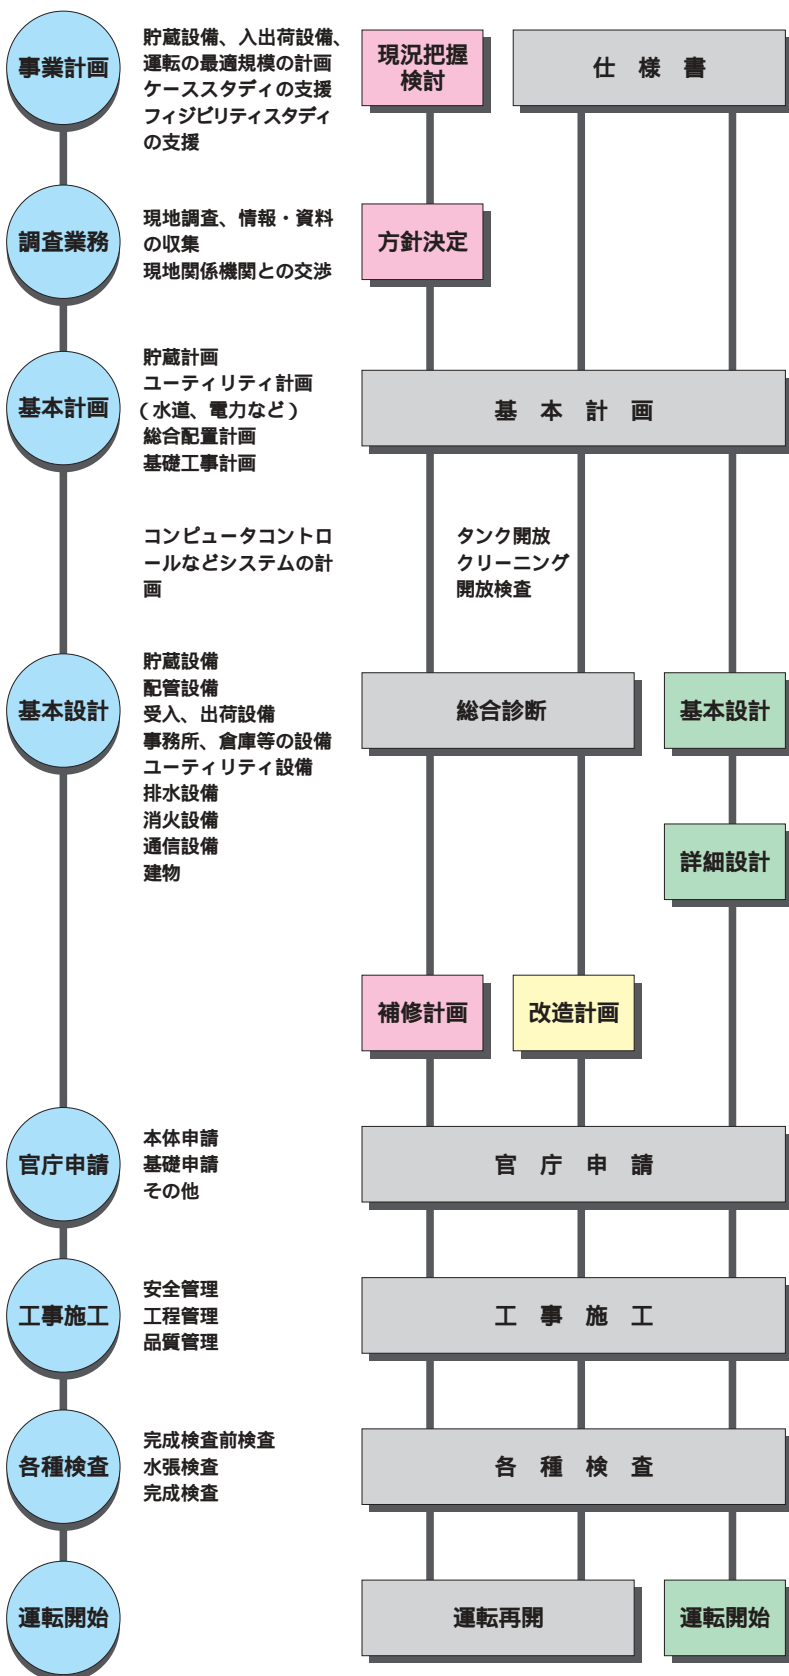 事業計画
貯蔵設備、入出荷設備、
運転の最適規模の計画
ケーススタディの支援
フィジビリティスタディ
の支援
現況把握
検討
仕様書
調査業務
現地調査、情報・資料
の収集
現地関係機関との交渉
方針決定
基本計画
貯蔵計画
ユーティリティ計画
(水道、電力など)
総合配置計画
基礎工事計画
基本計画
コンピュータコントロ
ールなどシステムの計
画
タンク開放
クリーニング
開放検査
基本設計
貯蔵設備
配管設備
受入、出荷設備
事務所、倉庫等の設備
ユーティリティ設備
排水設備
消火設備
通信設備
建物
総合診断
基本設計
詳細設計
補修計画
改造計画
官庁申請
本体申請
基礎申請
その他
官庁申請
工事施工
安全管理
工程管理
品質管理
工事施工
各種検査
完成検査前検査
水張検査
完成検査
各種検査
運転開始
運転再開
運転開始